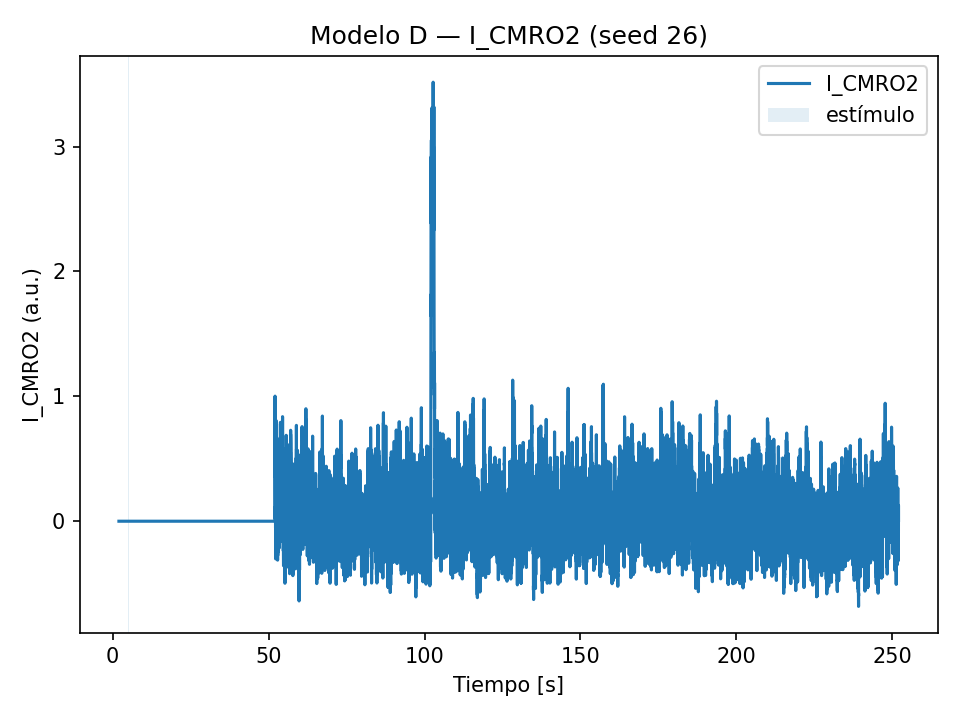 Modelo D — I_CMRO2 (seed 26)
I_CMRO2
estímulo
I_CMRO2 (a.u.)
3
2
1
0
0 50 100 150 200 250
Tiempo [s]